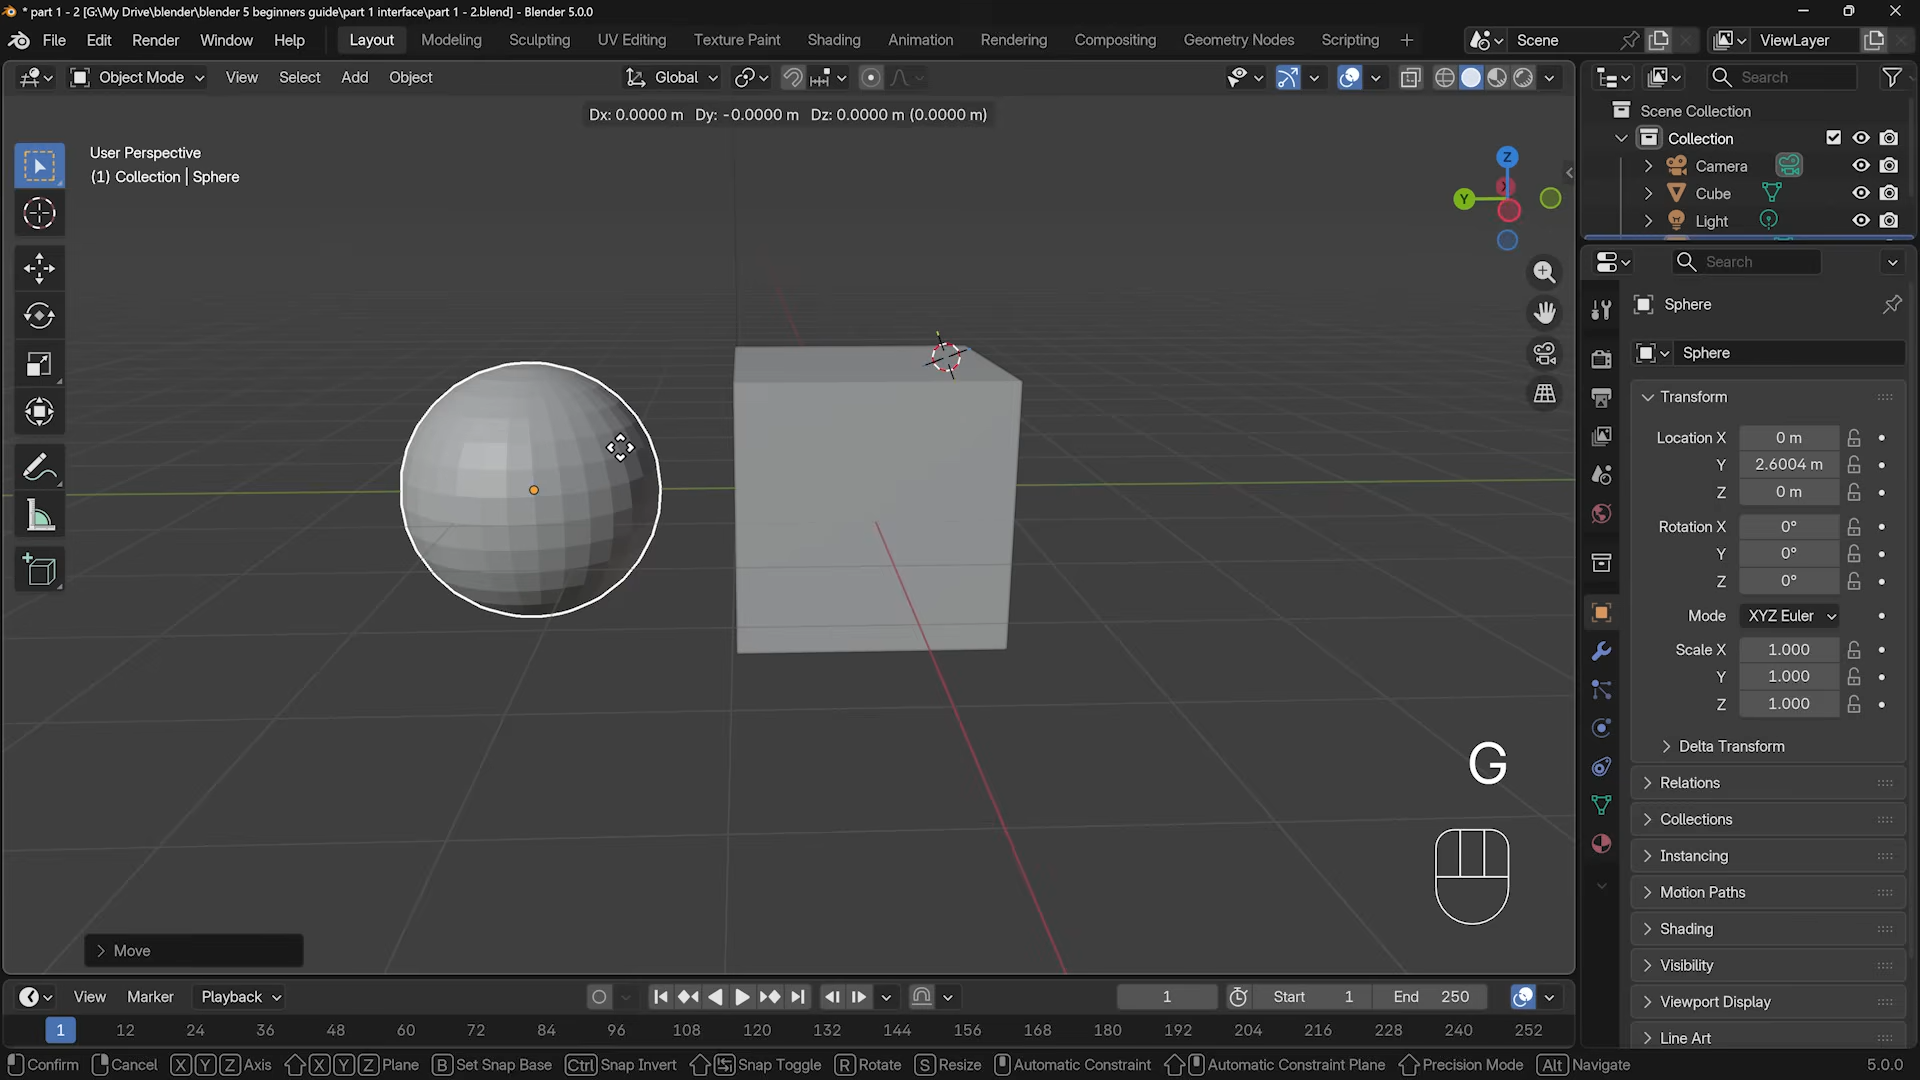 * part 1 - 2 [G:\My Drive\blender\blender 5 beginners guide\part 1 interface\part 1 - 2.blend] - Blender 5.0.0
File Edit Render Window Help Layout Modeling Sculpting UV Editing Texture Paint Shading Animation Rendering Compositing Geometry Nodes Scripting + Scene ViewLayer
Object Mode View Select Add Object Global Search
Dx: 0.0000 m Dy: -0.0000 m Dz: 0.0000 m (0.0000 m)
User Perspective
(1) Collection | Sphere
Z
X
Y
Scene Collection
Collection
Camera
Cube
Light
Search
Sphere
Sphere
Transform
Location X 0 m
Y 2.6004 m
Z 0 m
Rotation X 0°
Y 0°
Z 0°
Mode XYZ Euler
Scale X 1.000
Y 1.000
Z 1.000
Delta Transform
Relations
Collections
Instancing
Motion Paths
Shading
Visibility
Viewport Display
Line Art
G
Move
View Marker Playback 1 Start 1 End 250
1 12 24 36 48 60 72 84 96 108 120 132 144 156 168 180 192 204 216 228 240 252
Confirm Cancel X Y Z Axis X Y Z Plane B Set Snap Base Ctrl Snap Invert Snap Toggle R Rotate S Resize Automatic Constraint Automatic Constraint Plane Precision Mode Alt Navigate 5.0.0